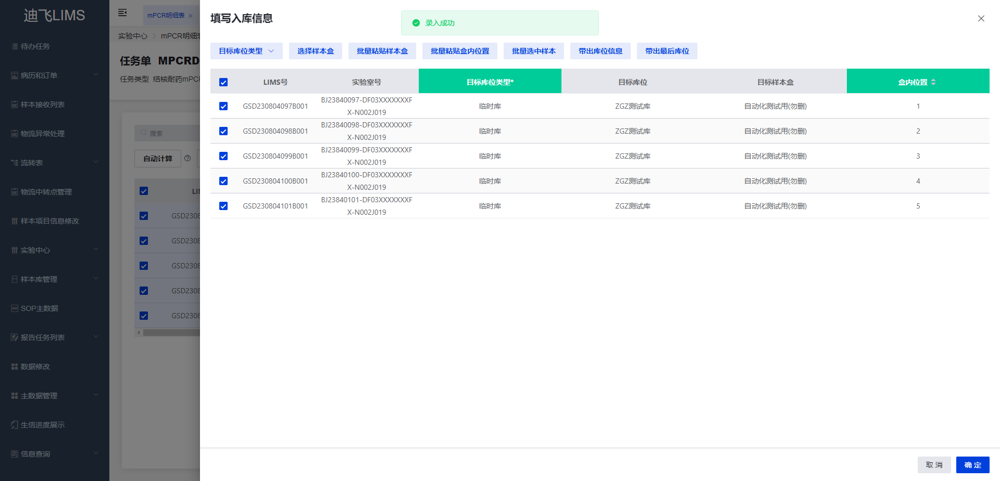 迪飞LIMS
待办任务
病历和订单
样本接收列表
物流异常处理
流转表
物流中转点管理
样本项目信息修改
实验中心
样本库管理
SOP主数据
报告任务列表
数据修改
主数据管理
生信进度展示
信息查询
mPCR明细表
实验中心 mPCR明细表
任务单 MPCRD
任务类型 结核耐药mPCR
搜索
自动计算
LI
GSD2308
GSD2308
GSD2308
GSD2308
GSD2308
填写入库信息
录入成功
目标库位类型 选择样本盒 批量粘贴样本盒 批量粘贴盒内位置 批量选中样本 带出库位信息 带出最后库位
LIMS号 实验室号 目标库位类型* 目标库位 目标样本盒 盒内位置
GSD230804097B001 BJ23840097-DF03XXXXXXXF 临时库 ZGZ测试库 自动化测试用(勿删) 1
X-N002J019
GSD230804098B001 BJ23840098-DF03XXXXXXXF 临时库 ZGZ测试库 自动化测试用(勿删) 2
X-N002J019
GSD230804099B001 BJ23840099-DF03XXXXXXXF 临时库 ZGZ测试库 自动化测试用(勿删) 3
X-N002J019
GSD230804100B001 BJ23840100-DF03XXXXXXXF 临时库 ZGZ测试库 自动化测试用(勿删) 4
X-N002J019
GSD230804101B001 BJ23840101-DF03XXXXXXXF 临时库 ZGZ测试库 自动化测试用(勿删) 5
X-N002J019
取消 确定